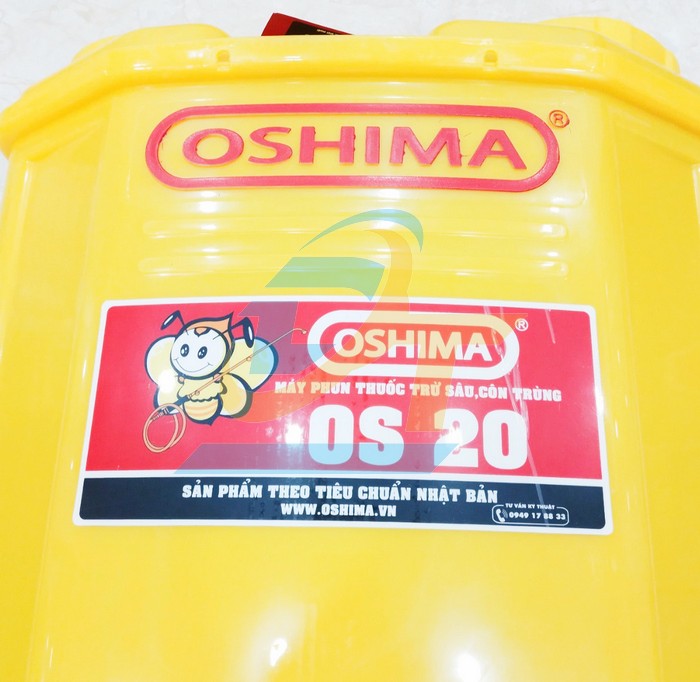 OSHIMA®
OSHIMA®
MÁY PHUN THUỐC TRỪ SÂU,CÔN TRÙNG
OS 20
SẢN PHẨM THEO TIÊU CHUẨN NHẬT BẢN
WWW.OSHIMA.VN
TƯ VẤN KỸ THUẬT
0949 17 88 33